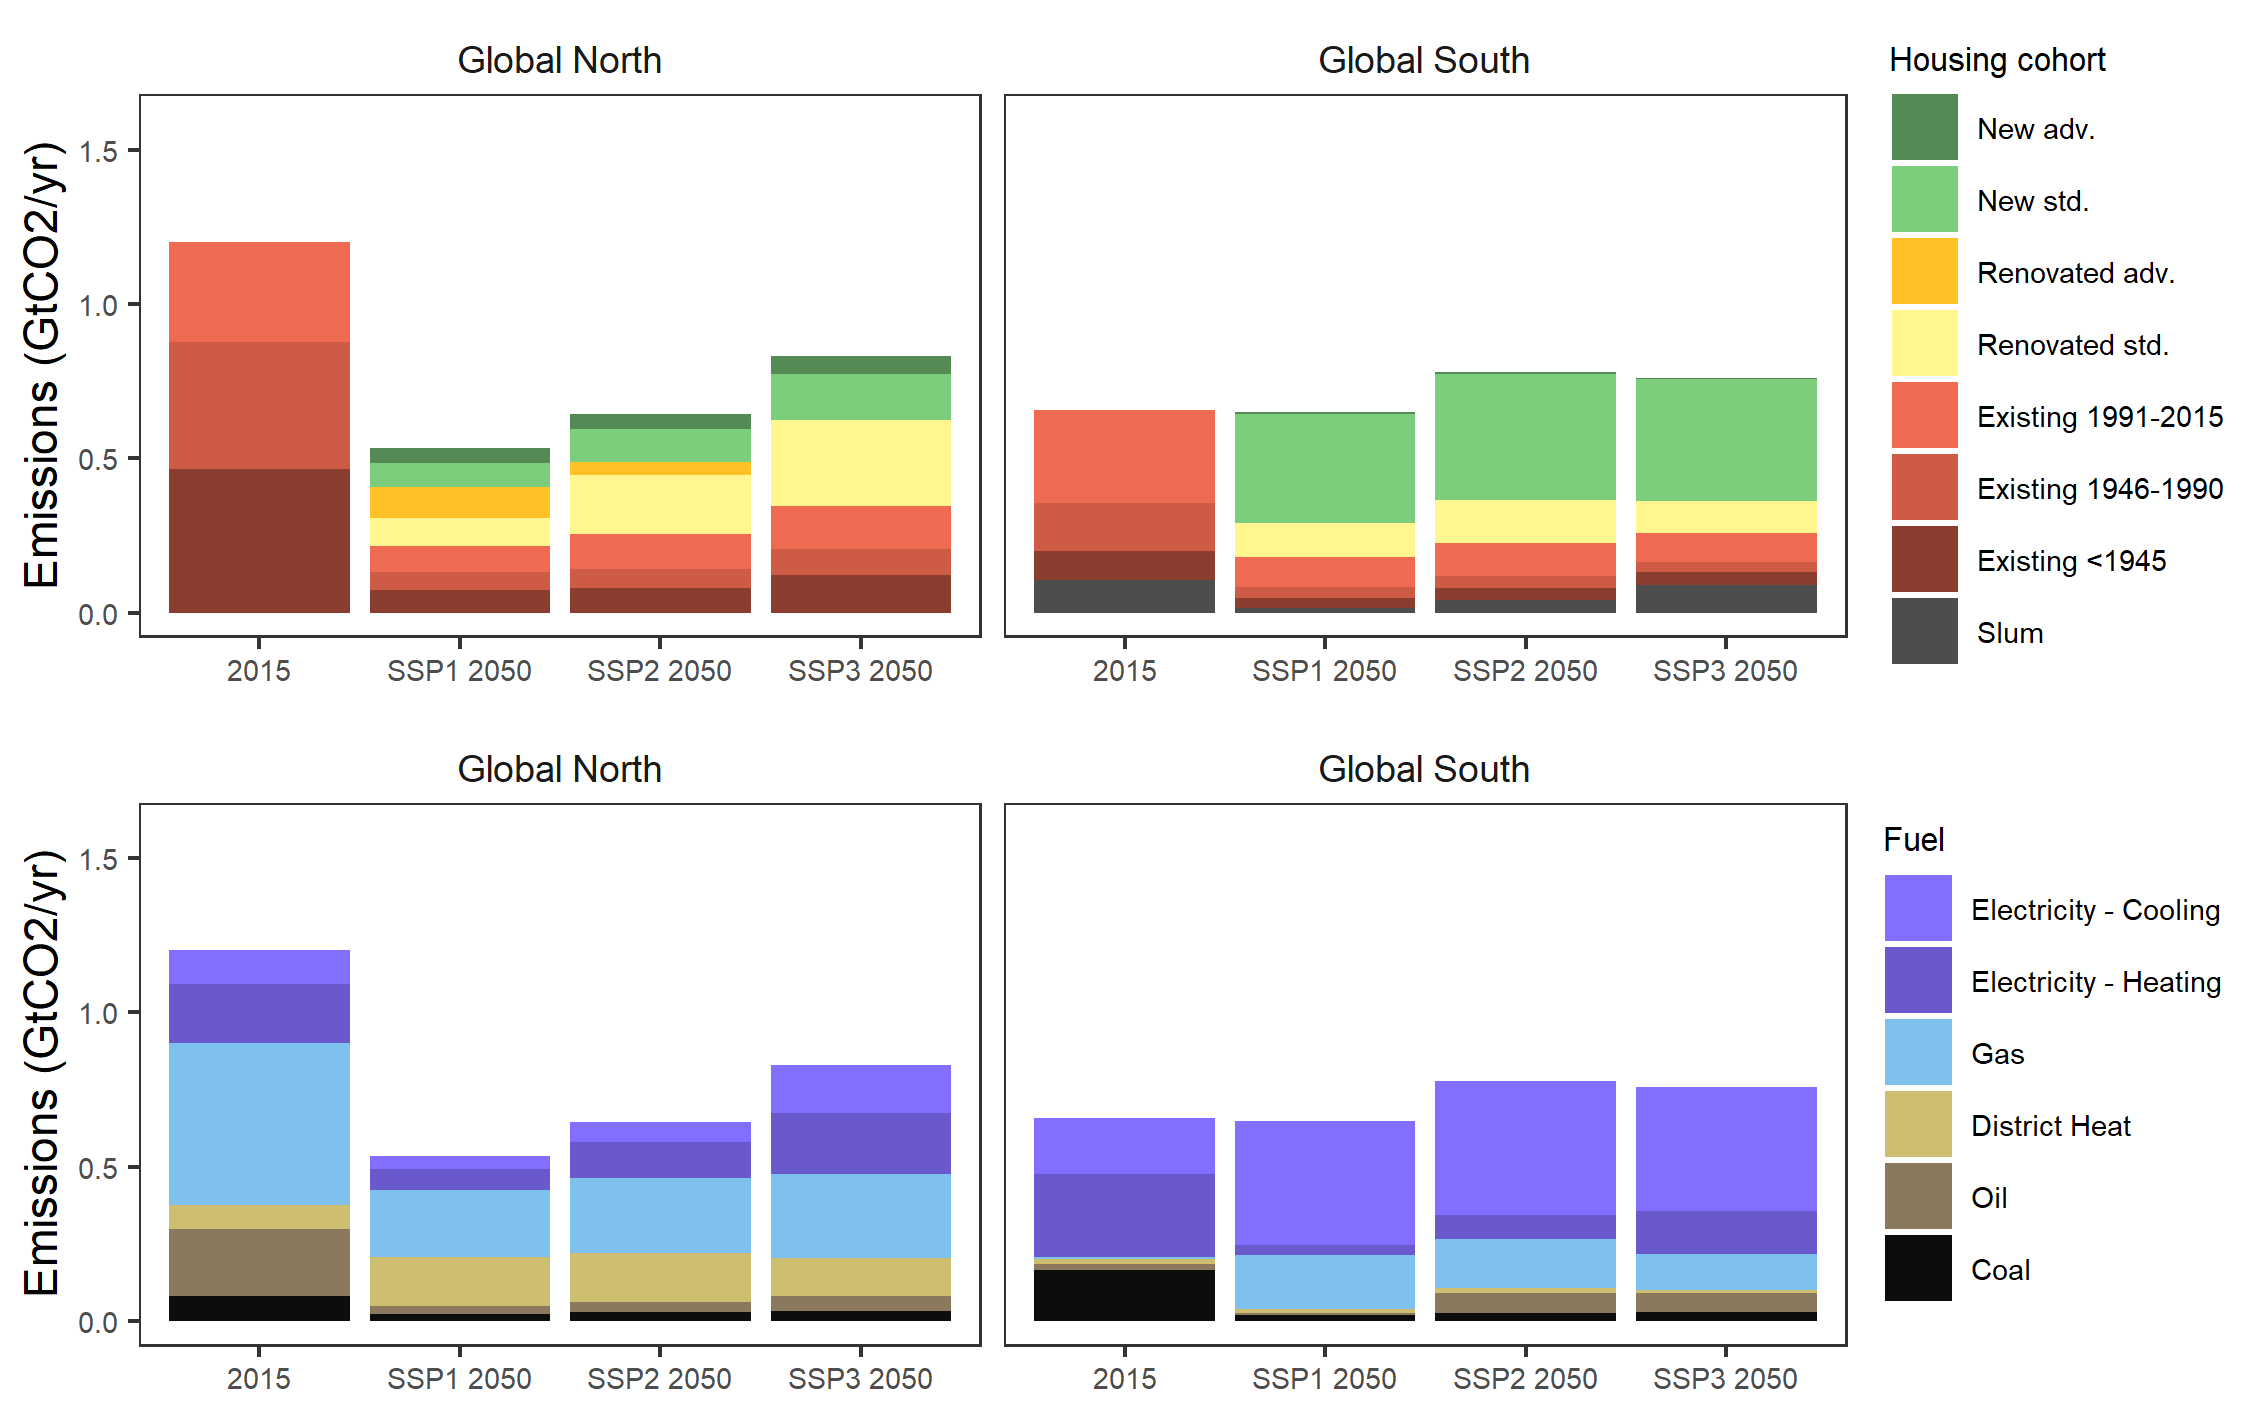 Global North
Global South
Housing cohort
Emissions (GtCO2/yr)
1.5
1.0
0.5
0.0
2015
SSP1 2050
SSP2 2050
SSP3 2050
2015
SSP1 2050
SSP2 2050
SSP3 2050
New adv.
New std.
Renovated adv.
Renovated std.
Existing 1991-2015
Existing 1946-1990
Existing <1945
Slum
Global North
Global South
Fuel
Emissions (GtCO2/yr)
1.5
1.0
0.5
0.0
2015
SSP1 2050
SSP2 2050
SSP3 2050
2015
SSP1 2050
SSP2 2050
SSP3 2050
Electricity - Cooling
Electricity - Heating
Gas
District Heat
Oil
Coal